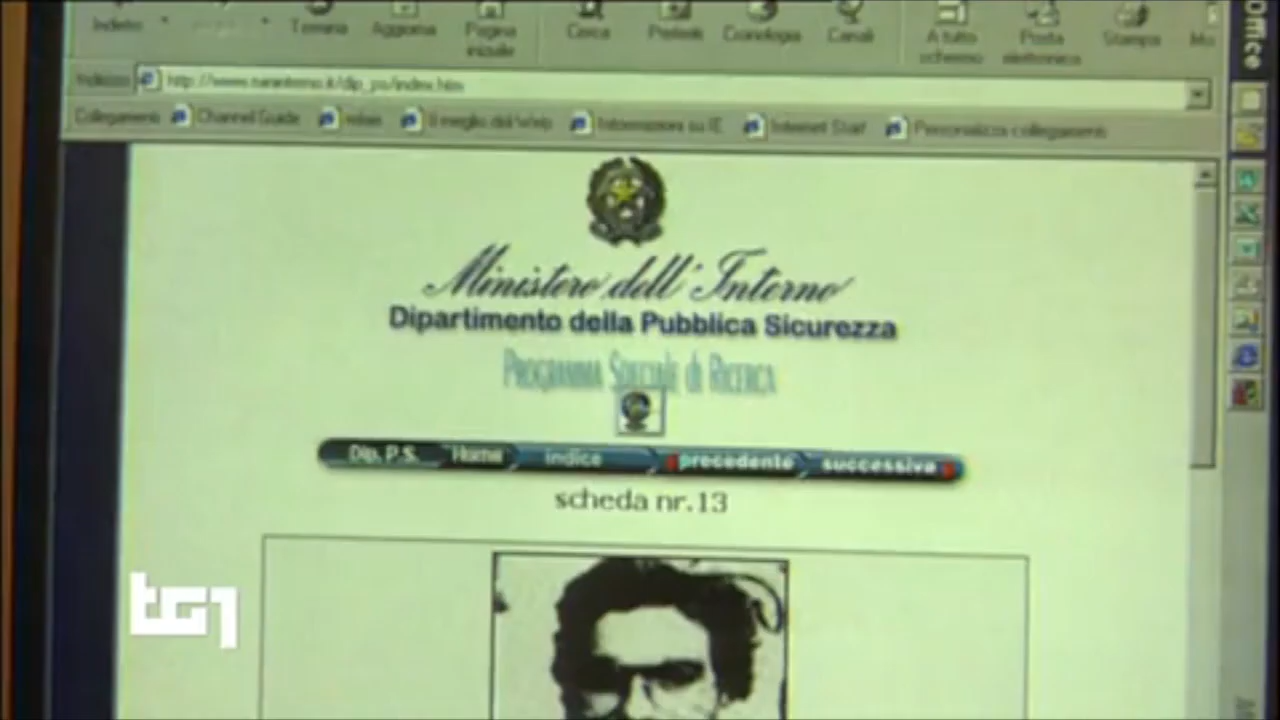 Indietro Termina Aggiorna Pagina iniziale Cerca Preferiti Cronologia Canali A tutto schermo Posta elettronica Stampa
Office
Indirizzo
Collegamenti Channel Guide Il meglio del Web Informazioni su IE Internet Start Personalizza collegamenti
Ministero dell'Interno
Dipartimento della Pubblica Sicurezza
Programma Speciale di Ricerca
Dip. P.S. Home indice precedente successiva
scheda nr.13
tg1